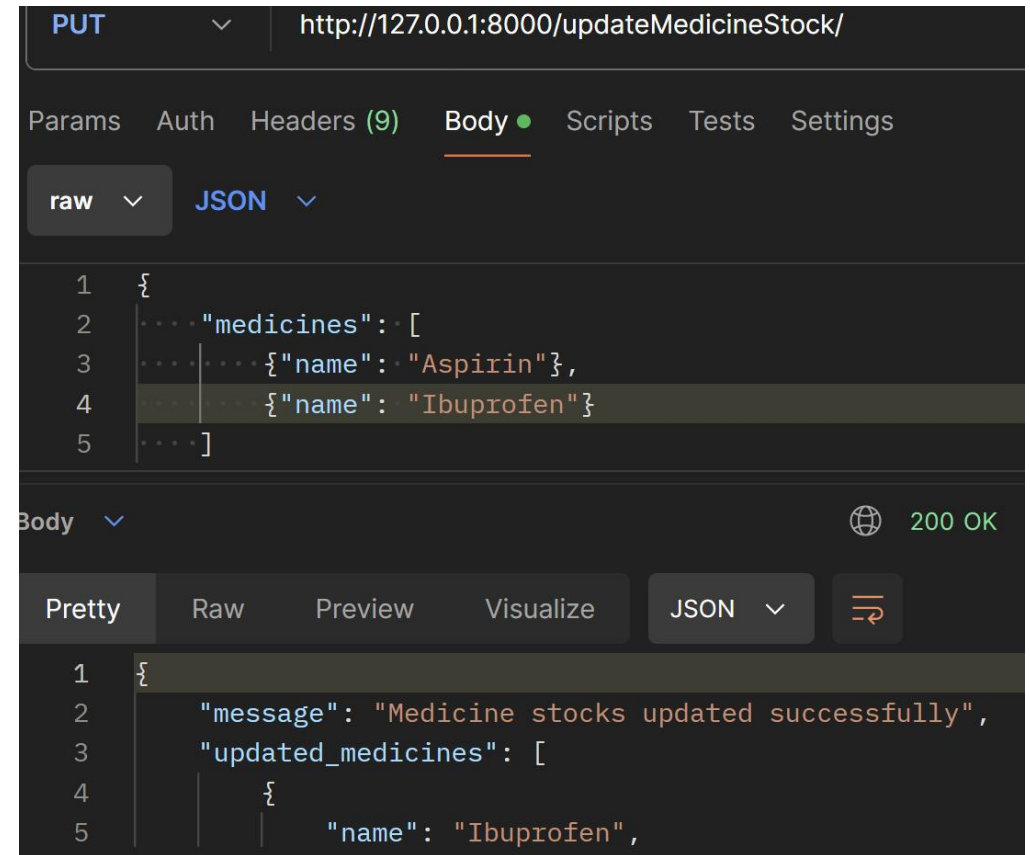 PUT http://127.0.0.1:8000/updateMedicineStock/
Params Auth Headers (9) Body Scripts Tests Settings
raw JSON
1 {
2 "medicines": [
3 {"name": "Aspirin"},
4 {"name": "Ibuprofen"}
5 ]
Body 200 OK
Pretty Raw Preview Visualize JSON
1 {
2 "message": "Medicine stocks updated successfully",
3 "updated_medicines": [
4 {
5 "name": "Ibuprofen",